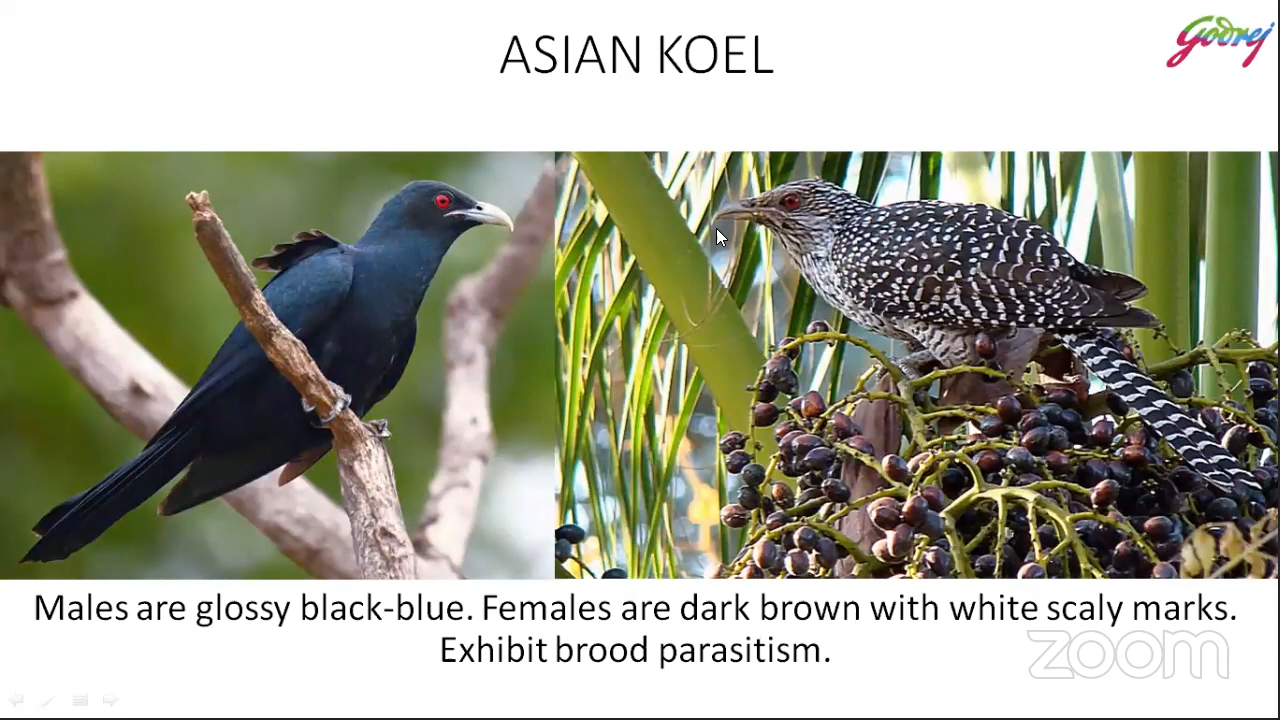 ASIAN KOEL
Godrej
Males are glossy black-blue. Females are dark brown with white scaly marks.
Exhibit brood parasitism.
zoom